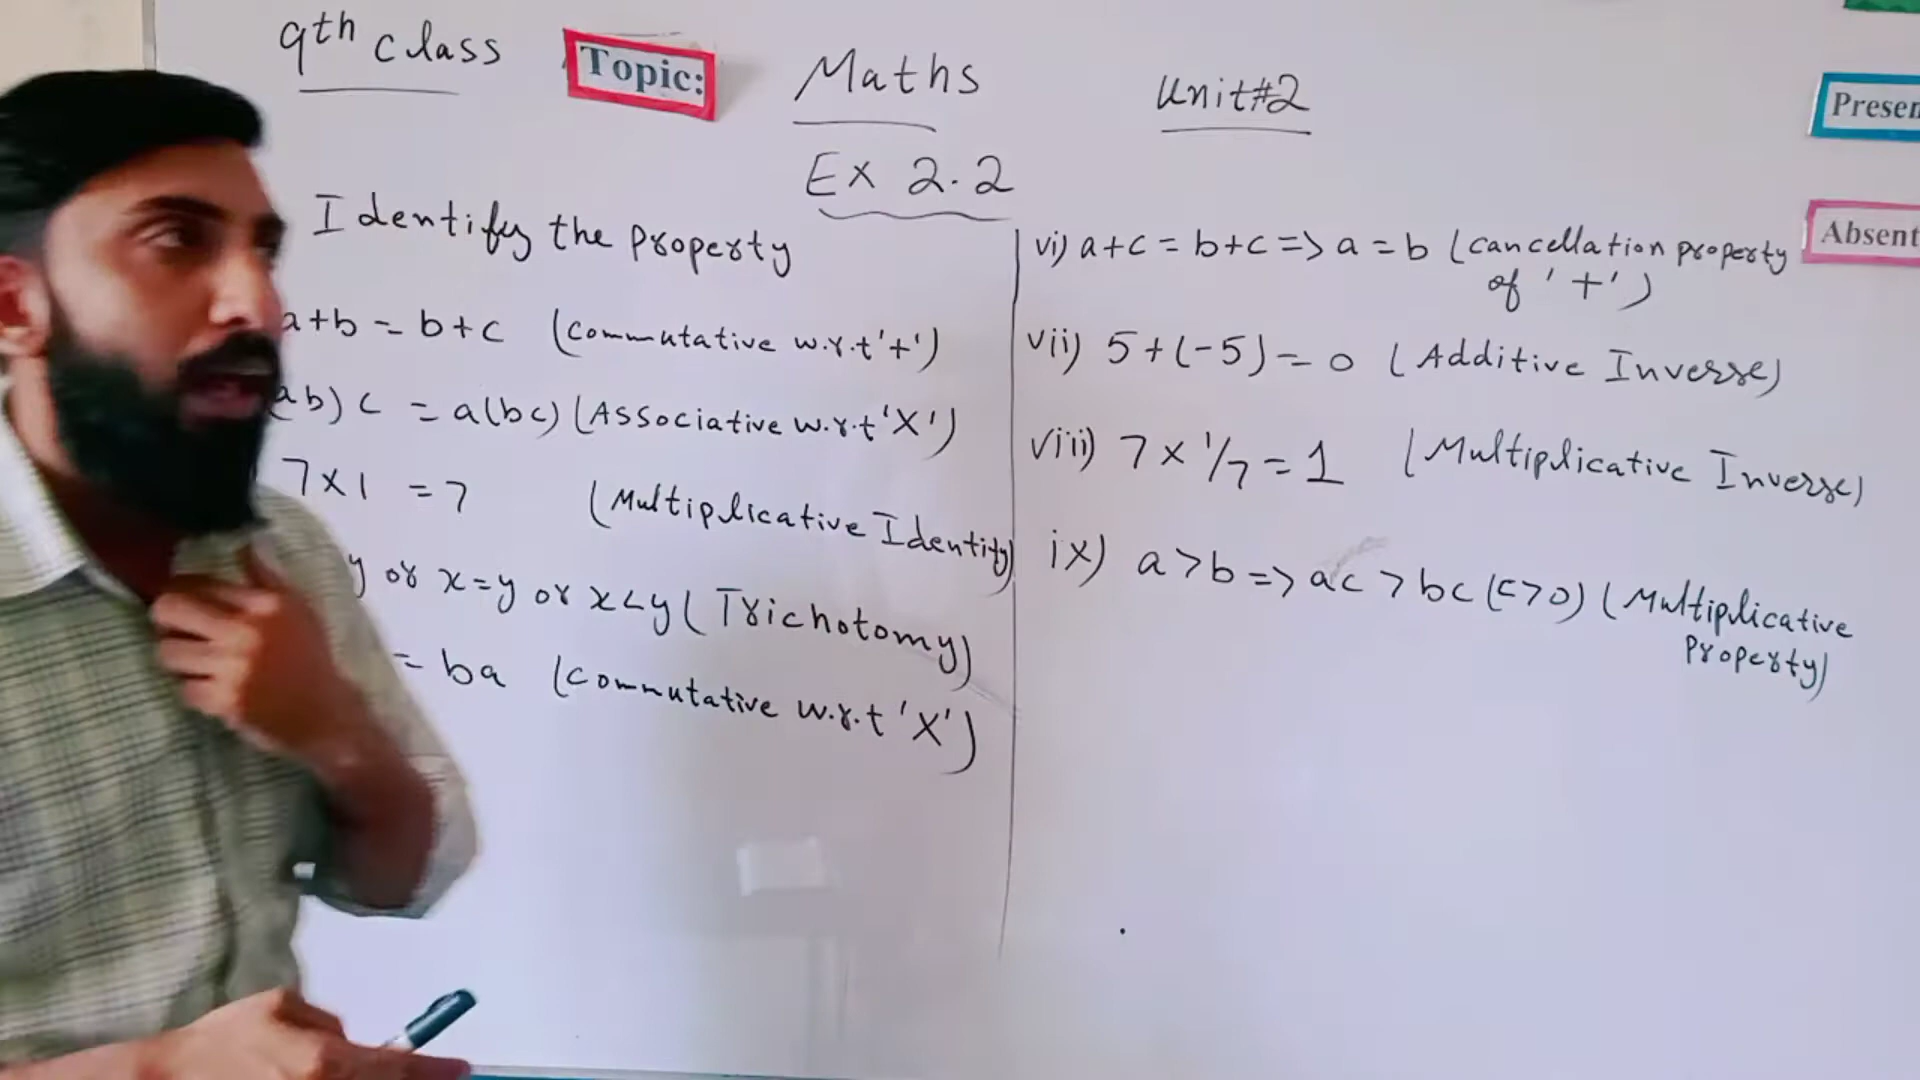 9th class
Topic:
Maths
Unit#2
Ex 2.2
Identify the property
a+b = b+c (commutative w.r.t '+')
ab) c = a(bc) (Associative w.r.t 'X')
7x1 = 7 (Multiplicative Identity)
y or x=y or x<y (Trichotomy)
= ba (commutative w.r.t 'X')
vi) a+c = b+c => a = b (cancellation property
of '+')
vii) 5+(-5) = 0 (Additive Inverse)
viii) 7 x 1/7 = 1 (Multiplicative Inverse)
ix) a>b => ac > bc (c>0) (Multiplicative
Property)
Presen
Absent